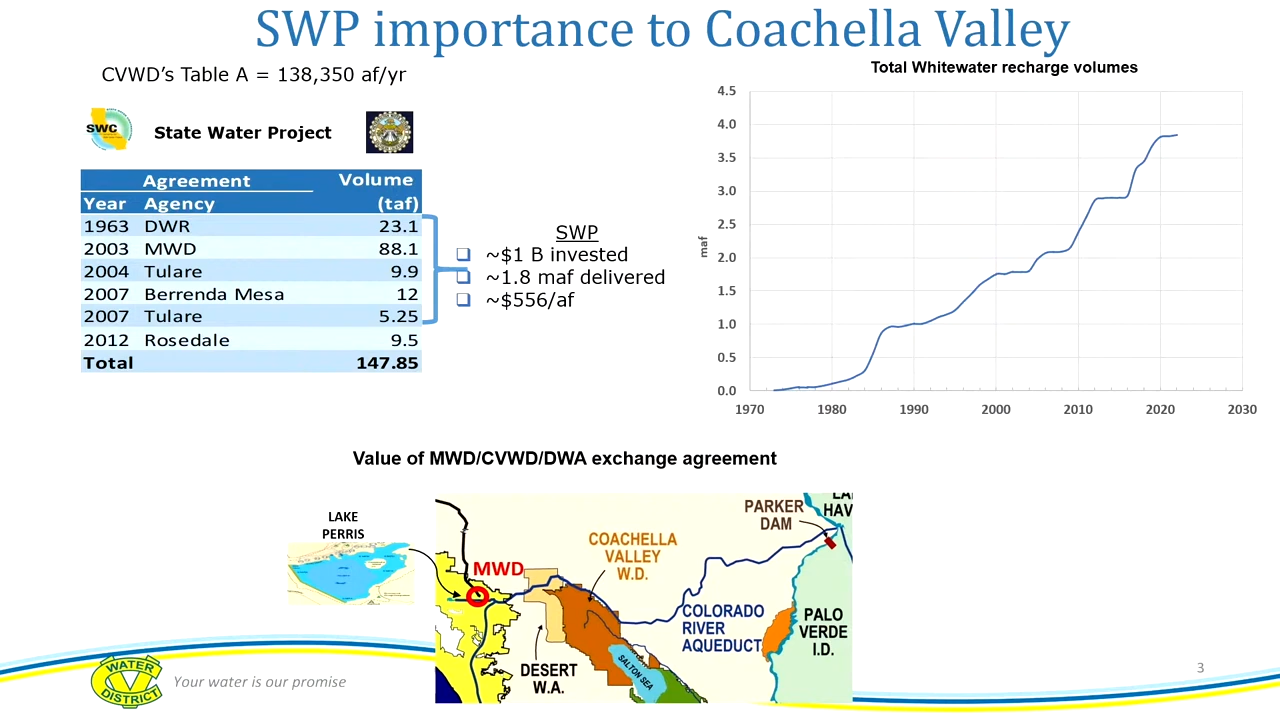 SWP importance to Coachella Valley
CVWD’s Table A = 138,350 af/yr
SWC
State Water Project
Agreement Volume
Year Agency (taf)
1963 DWR 23.1
2003 MWD 88.1
2004 Tulare 9.9
2007 Berrenda Mesa 12
2007 Tulare 5.25
2012 Rosedale 9.5
Total 147.85
SWP
~$1 B invested
~1.8 maf delivered
~$556/af
Total Whitewater recharge volumes
maf
4.5
4.0
3.5
3.0
2.5
2.0
1.5
1.0
0.5
0.0
1970 1980 1990 2000 2010 2020 2030
Value of MWD/CVWD/DWA exchange agreement
LAKE
PERRIS
MWD
COACHELLA
VALLEY
W.D.
PARKER
DAM
HAV
COLORADO
RIVER
AQUEDUCT
PALO
VERDE
I.D.
DESERT
W.A.
SALTON SEA
WATER
DISTRICT
Your water is our promise
3